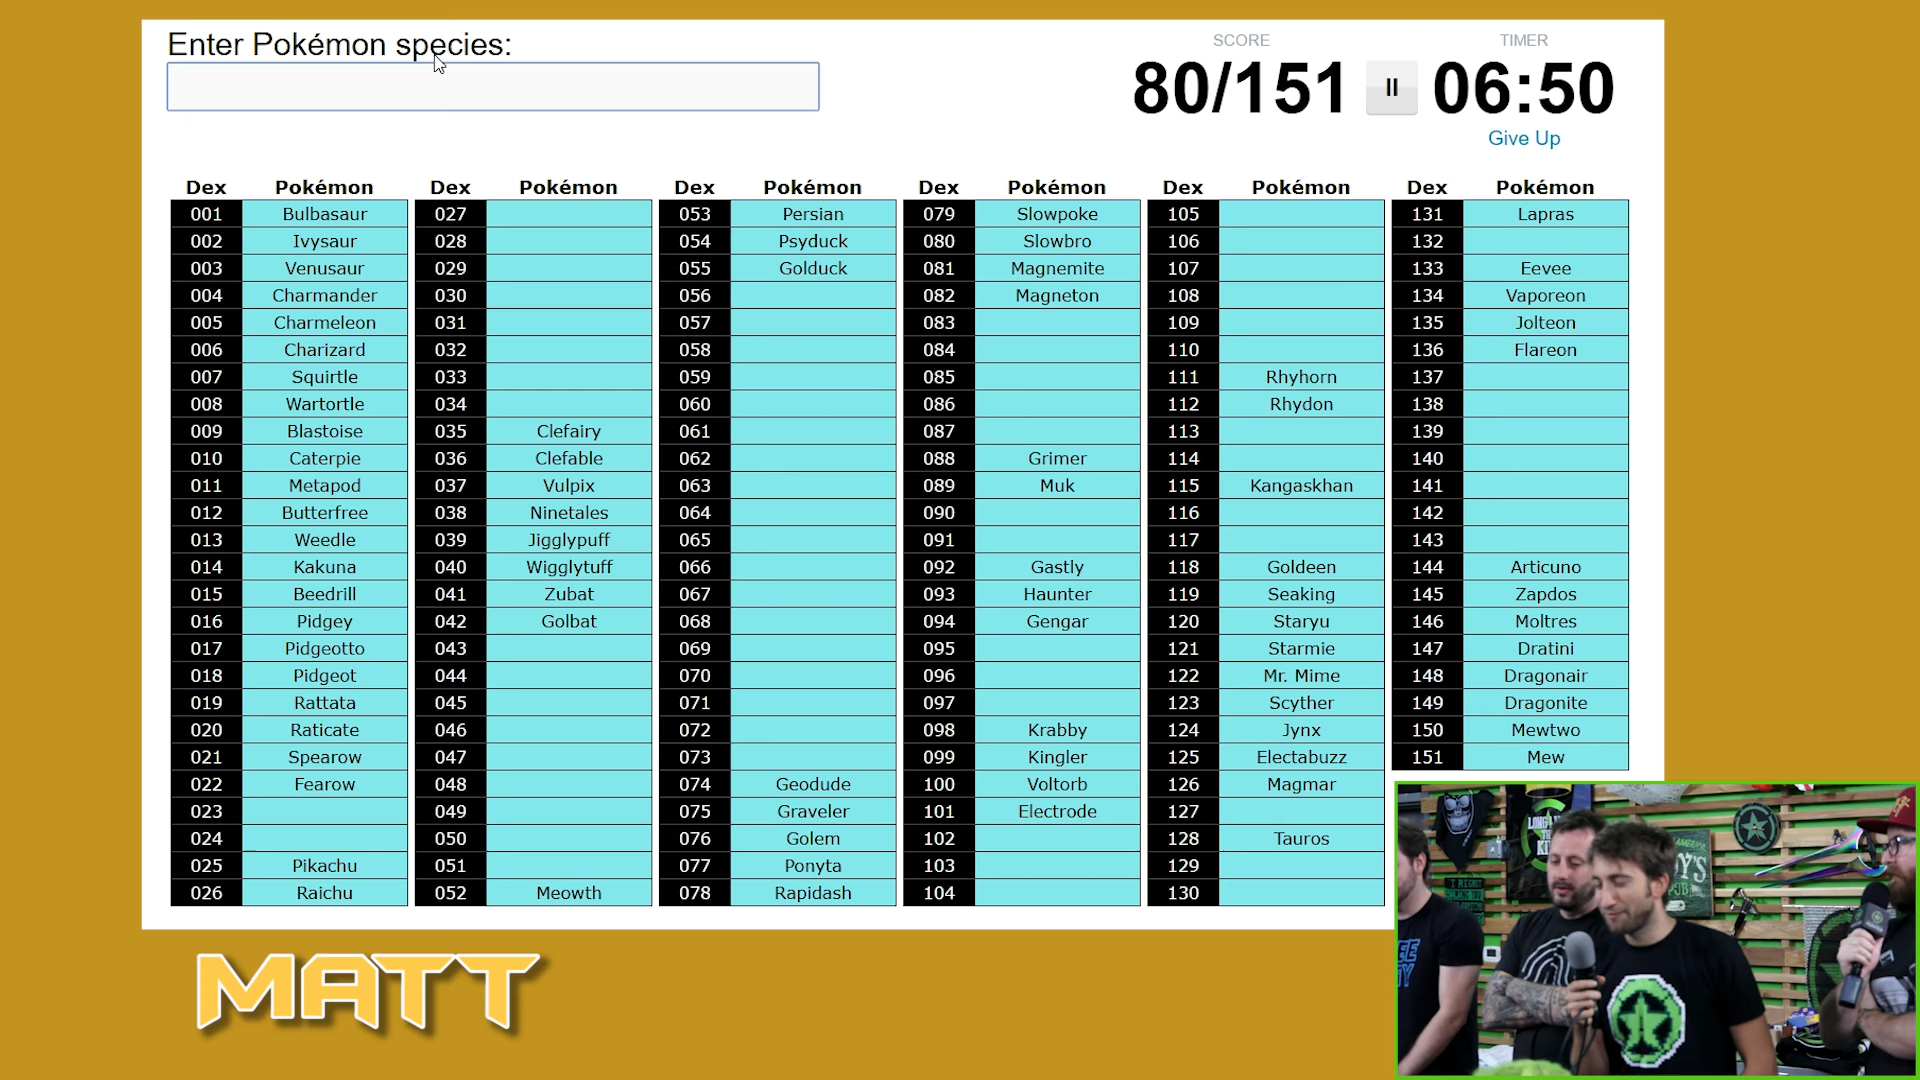 Enter Pokémon species:
SCORE
TIMER
80/151
06:50
Give Up
Dex Pokémon Dex Pokémon Dex Pokémon Dex Pokémon Dex Pokémon Dex Pokémon
001 Bulbasaur 027 053 Persian 079 Slowpoke 105 131 Lapras
002 Ivysaur 028 054 Psyduck 080 Slowbro 106 132
003 Venusaur 029 055 Golduck 081 Magnemite 107 133 Eevee
004 Charmander 030 056 082 Magneton 108 134 Vaporeon
005 Charmeleon 031 057 083 109 135 Jolteon
006 Charizard 032 058 084 110 136 Flareon
007 Squirtle 033 059 085 111 Rhyhorn 137
008 Wartortle 034 060 086 112 Rhydon 138
009 Blastoise 035 Clefairy 061 087 113 139
010 Caterpie 036 Clefable 062 088 Grimer 114 140
011 Metapod 037 Vulpix 063 089 Muk 115 Kangaskhan 141
012 Butterfree 038 Ninetales 064 090 116 142
013 Weedle 039 Jigglypuff 065 091 117 143
014 Kakuna 040 Wigglytuff 066 092 Gastly 118 Goldeen 144 Articuno
015 Beedrill 041 Zubat 067 093 Haunter 119 Seaking 145 Zapdos
016 Pidgey 042 Golbat 068 094 Gengar 120 Staryu 146 Moltres
017 Pidgeotto 043 069 095 121 Starmie 147 Dratini
018 Pidgeot 044 070 096 122 Mr. Mime 148 Dragonair
019 Rattata 045 071 097 123 Scyther 149 Dragonite
020 Raticate 046 072 098 Krabby 124 Jynx 150 Mewtwo
021 Spearow 047 073 099 Kingler 125 Electabuzz 151 Mew
022 Fearow 048 074 Geodude 100 Voltorb 126 Magmar
023 049 075 Graveler 101 Electrode 127
024 050 076 Golem 102 128 Tauros
025 Pikachu 051 077 Ponyta 103 129
026 Raichu 052 Meowth 078 Rapidash 104 130
MATT